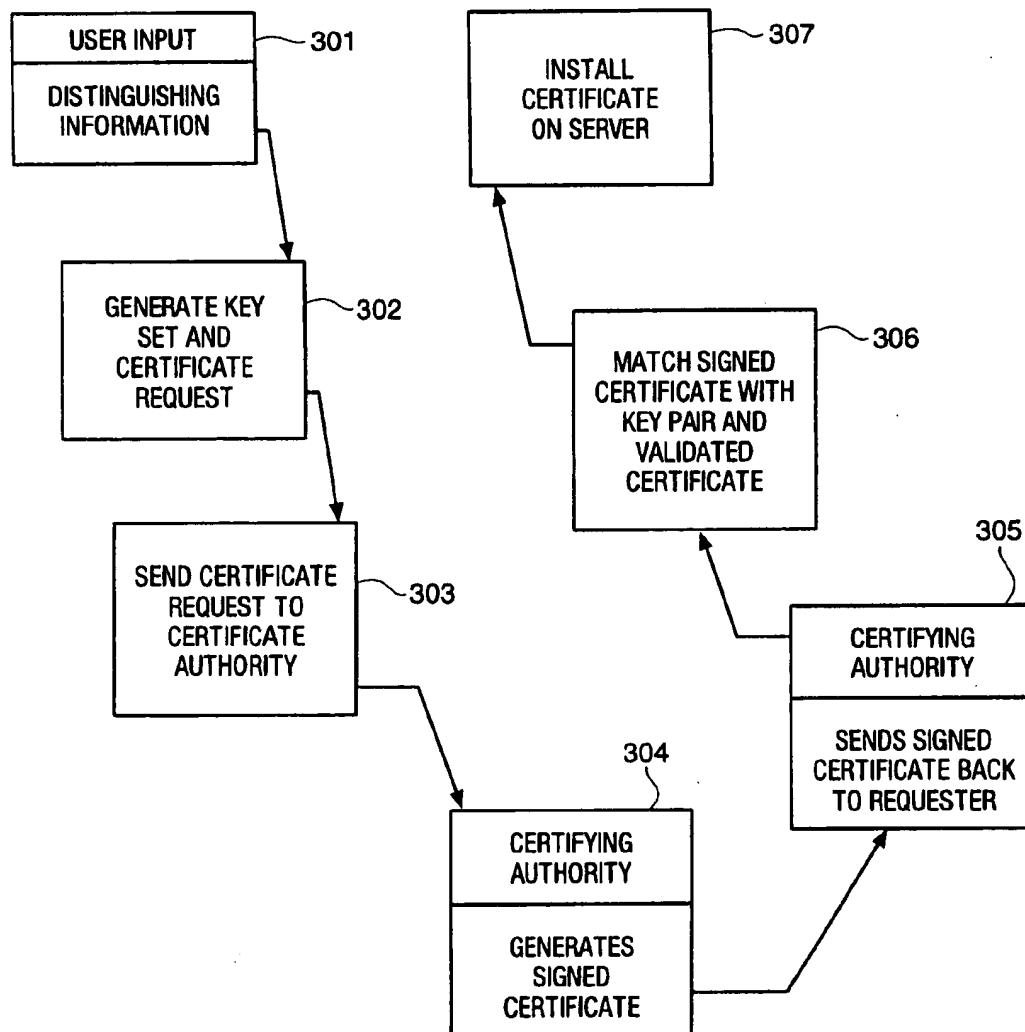 USER INPUT
301
DISTINGUISHING
INFORMATION
GENERATE KEY
SET AND
CERTIFICATE
REQUEST
302
SEND CERTIFICATE
REQUEST TO
CERTIFICATE
AUTHORITY
303
304
CERTIFYING
AUTHORITY
GENERATES
SIGNED
CERTIFICATE
305
CERTIFYING
AUTHORITY
SENDS SIGNED
CERTIFICATE BACK
TO REQUESTER
306
MATCH SIGNED
CERTIFICATE WITH
KEY PAIR AND
VALIDATED
CERTIFICATE
307
INSTALL
CERTIFICATE
ON SERVER